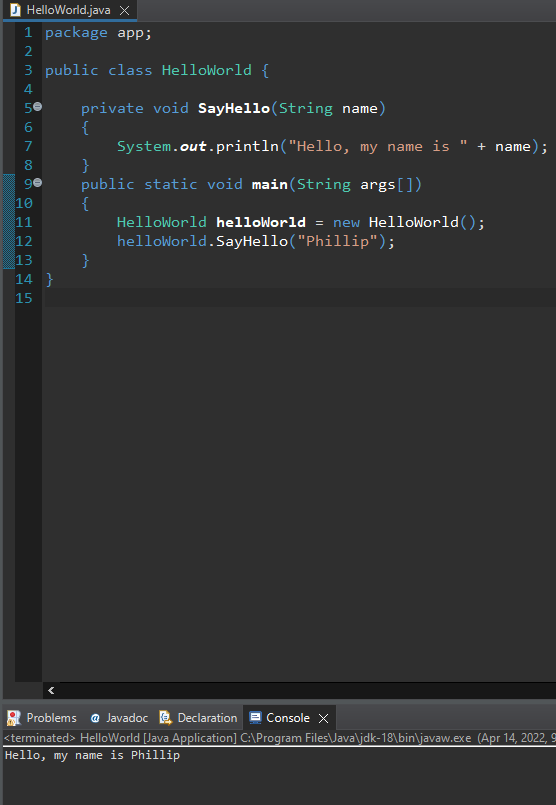 HelloWorld.java
1 package app;
2
3 public class HelloWorld {
4
5 private void SayHello(String name)
6 {
7 System.out.println("Hello, my name is " + name);
8 }
9 public static void main(String args[])
10 {
11 HelloWorld helloWorld = new HelloWorld();
12 helloWorld.SayHello("Phillip");
13 }
14 }
15
Problems @ Javadoc Declaration Console
<terminated> HelloWorld [Java Application] C:\Program Files\Java\jdk-18\bin\javaw.exe (Apr 14, 2022, 9
Hello, my name is Phillip